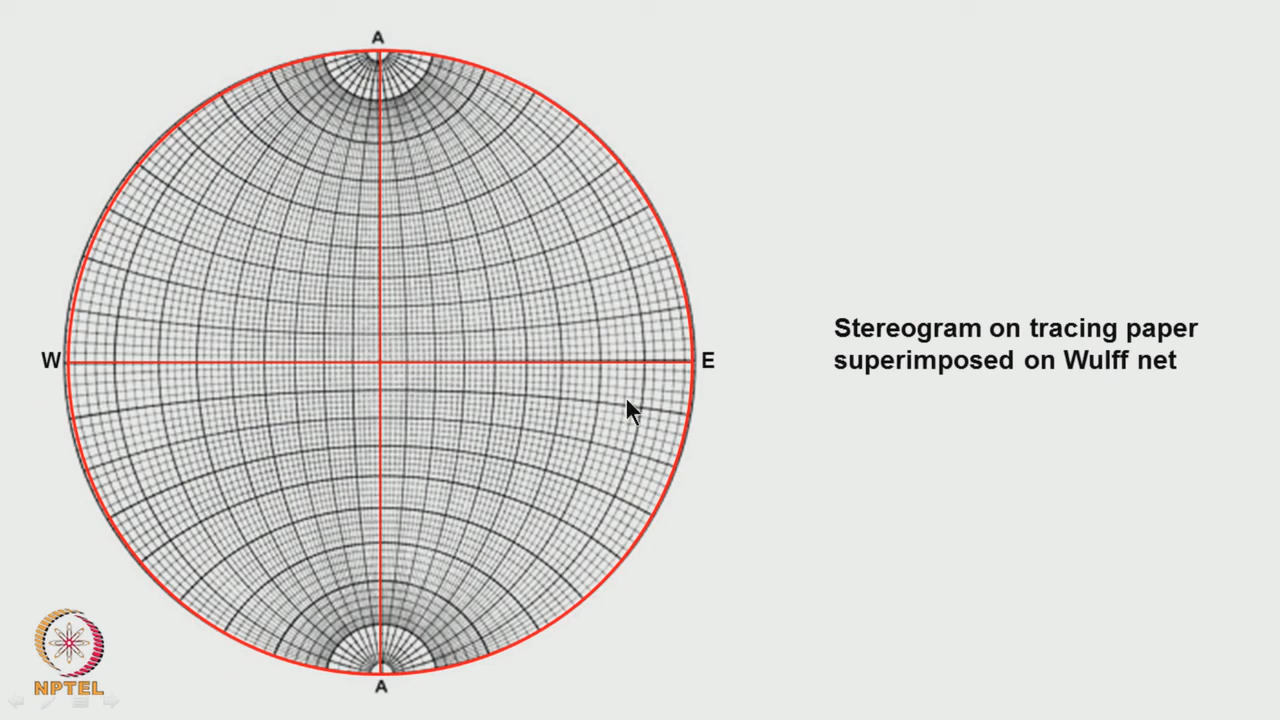 A
W
E
Stereogram on tracing paper
superimposed on Wulff net
A
NPTEL